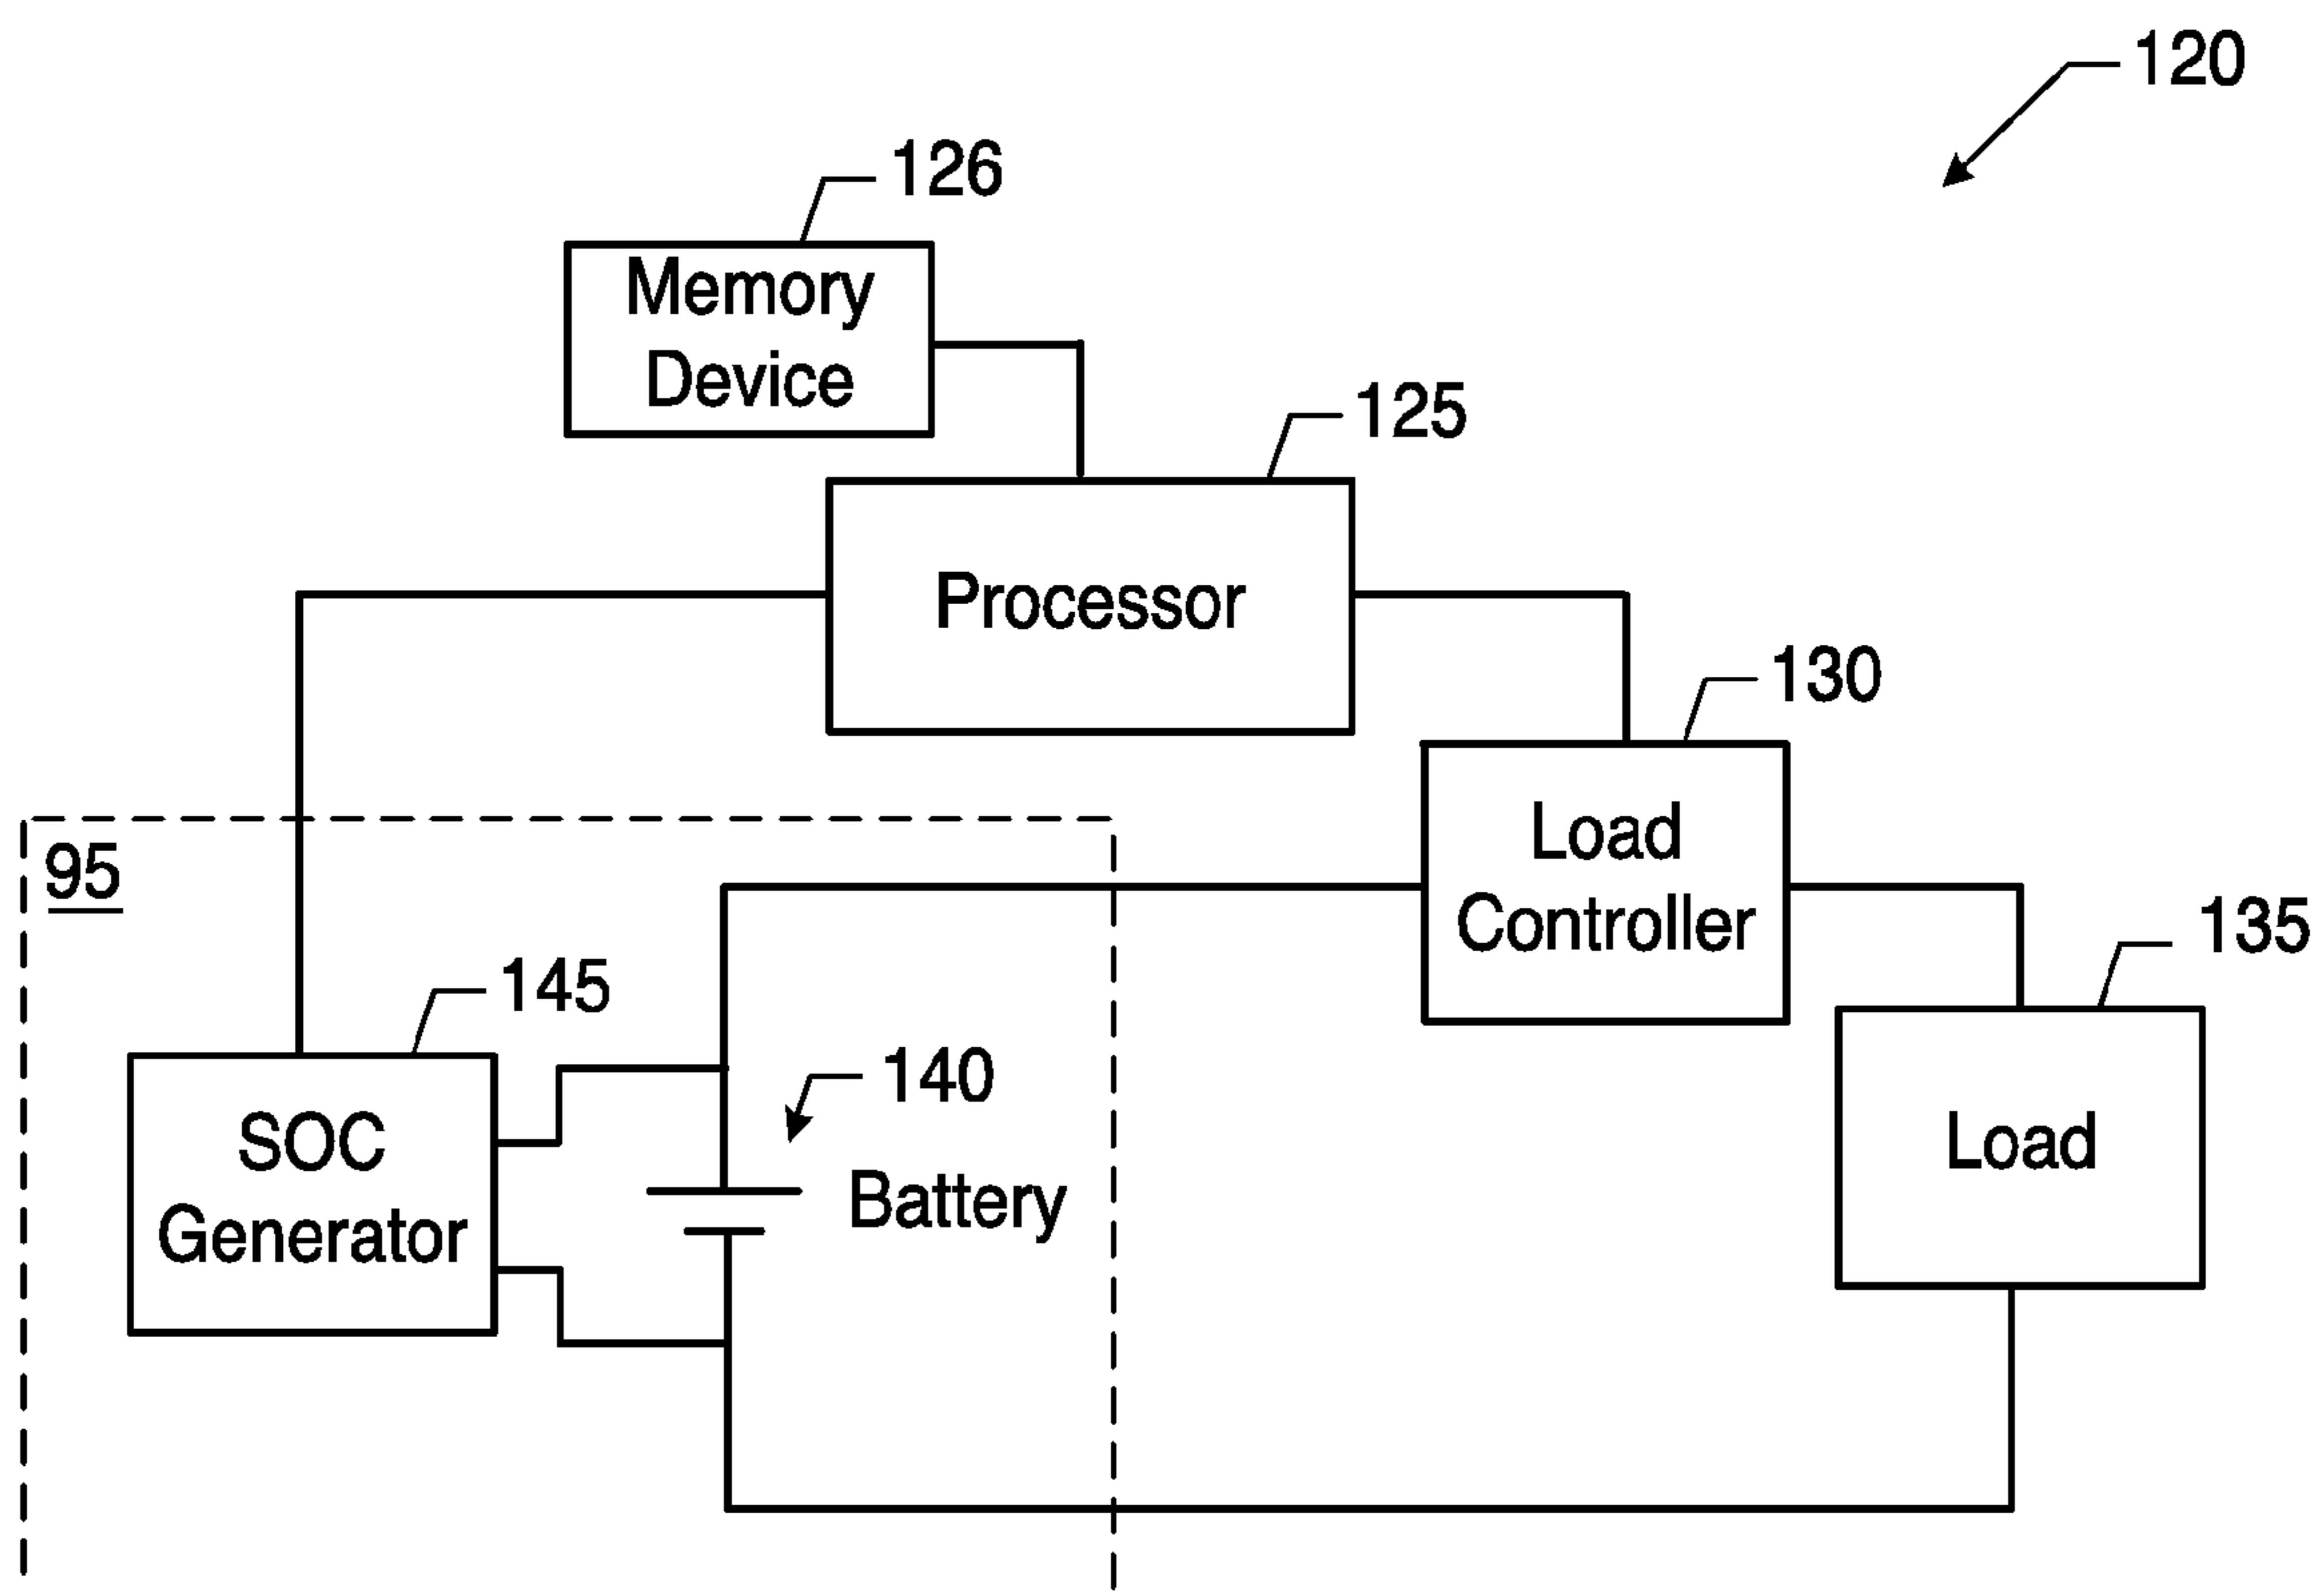 120
126
Memory
Device
125
Processor
130
Load
Controller
95
135
145
140
SOC
Generator
Battery
Load